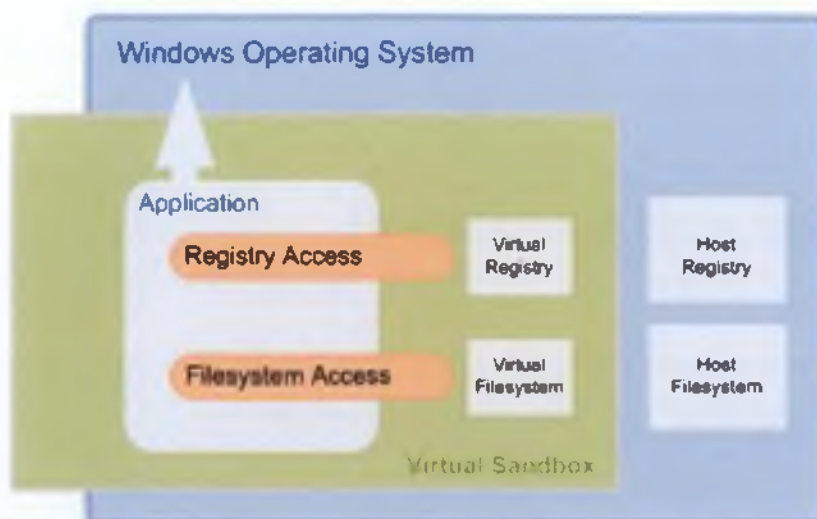 Windows Operating System
Application
Registry Access
Virtual
Registry
Host
Registry
Filesystem Access
Virtual
Filesystem
Host
Filesystem
Virtual Sandbox